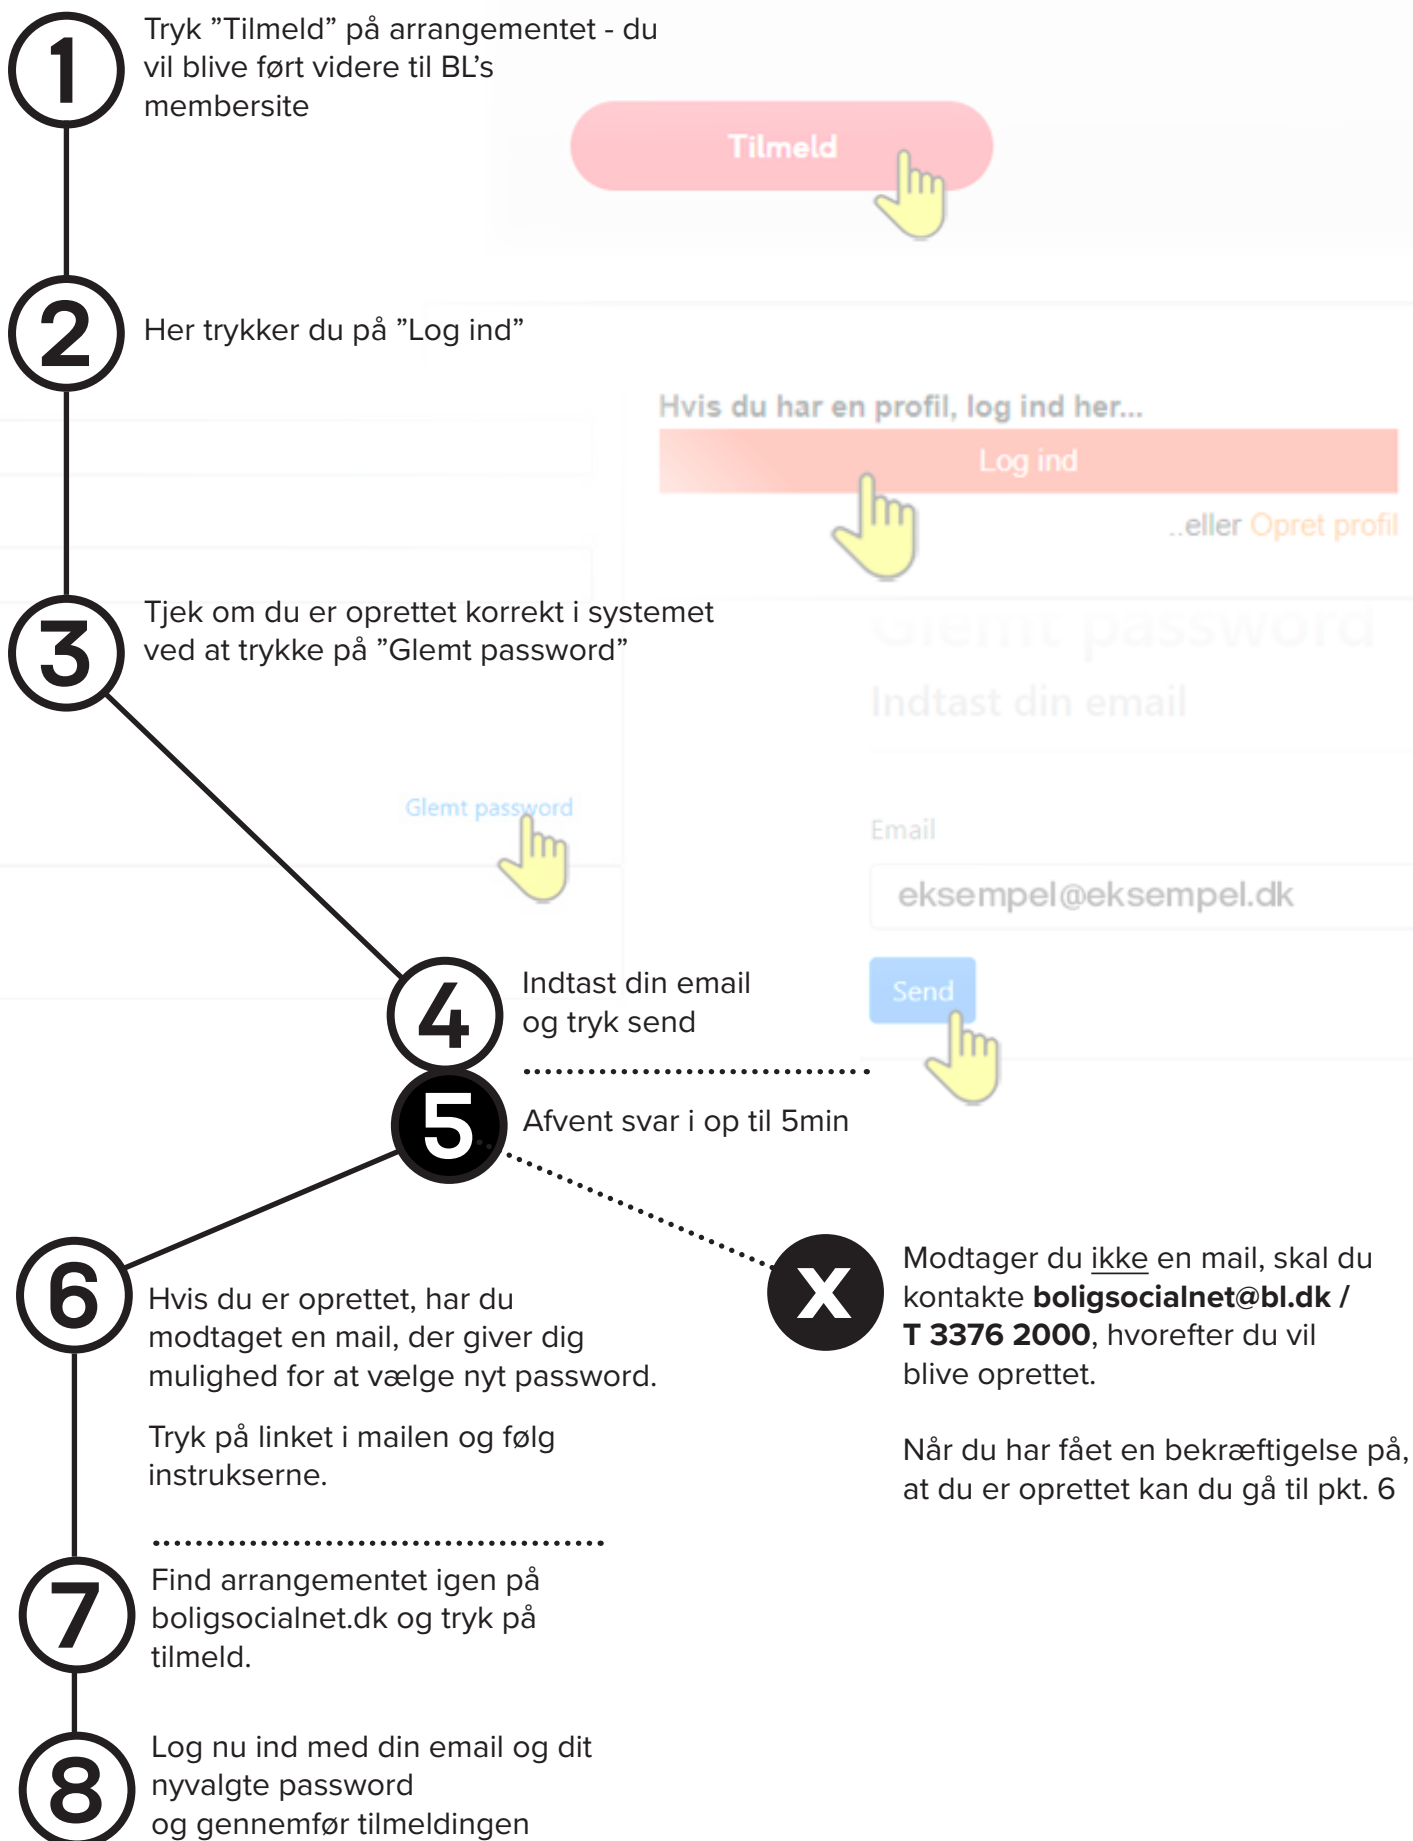 1
Tryk ”Tilmeld” på arrangementet - du
vil blive ført videre til BL’s
membersite
Tilmeld
2
Her trykker du på ”Log ind”
Hvis du har en profil, log ind her...
Log ind
..eller Opret profil
3
Tjek om du er oprettet korrekt i systemet
ved at trykke på ”Glemt password”
Glemt password
Glemt password
Indtast din email
Email
eksempel@eksempel.dk
Send
4
Indtast din email
og tryk send
5
Afvent svar i op til 5min
6
Hvis du er oprettet, har du
modtaget en mail, der giver dig
mulighed for at vælge nyt password.
Tryk på linket i mailen og følg
instrukserne.
X
Modtager du ikke en mail, skal du
kontakte boligsocialnet@bl.dk /
T 3376 2000, hvorefter du vil
blive oprettet.
Når du har fået en bekræftigelse på,
at du er oprettet kan du gå til pkt. 6
7
Find arrangementet igen på
boligsocialnet.dk og tryk på
tilmeld.
8
Log nu ind med din email og dit
nyvalgte password
og gennemfør tilmeldingen